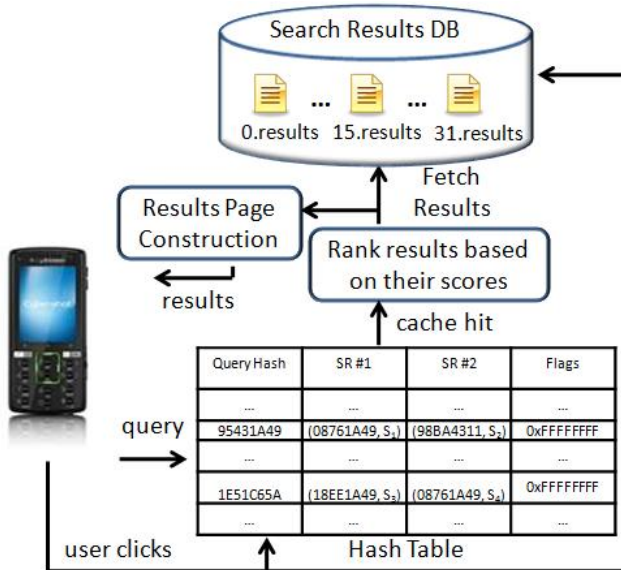 Search Results DB
... ...
0.results 15.results 31.results
Fetch
Results
Results Page
Construction
Rank results based
on their scores
results
cache hit
Query Hash SR #1 SR #2 Flags
... ... ... ...
query
95431A49 (08761A49, S₁) (98BA4311, S₂) 0xFFFFFFFF
... ... ... ...
1E51C65A (18EE1A49, S₃) (08761A49, S₄) 0xFFFFFFFF
... ... ... ...
user clicks Hash Table